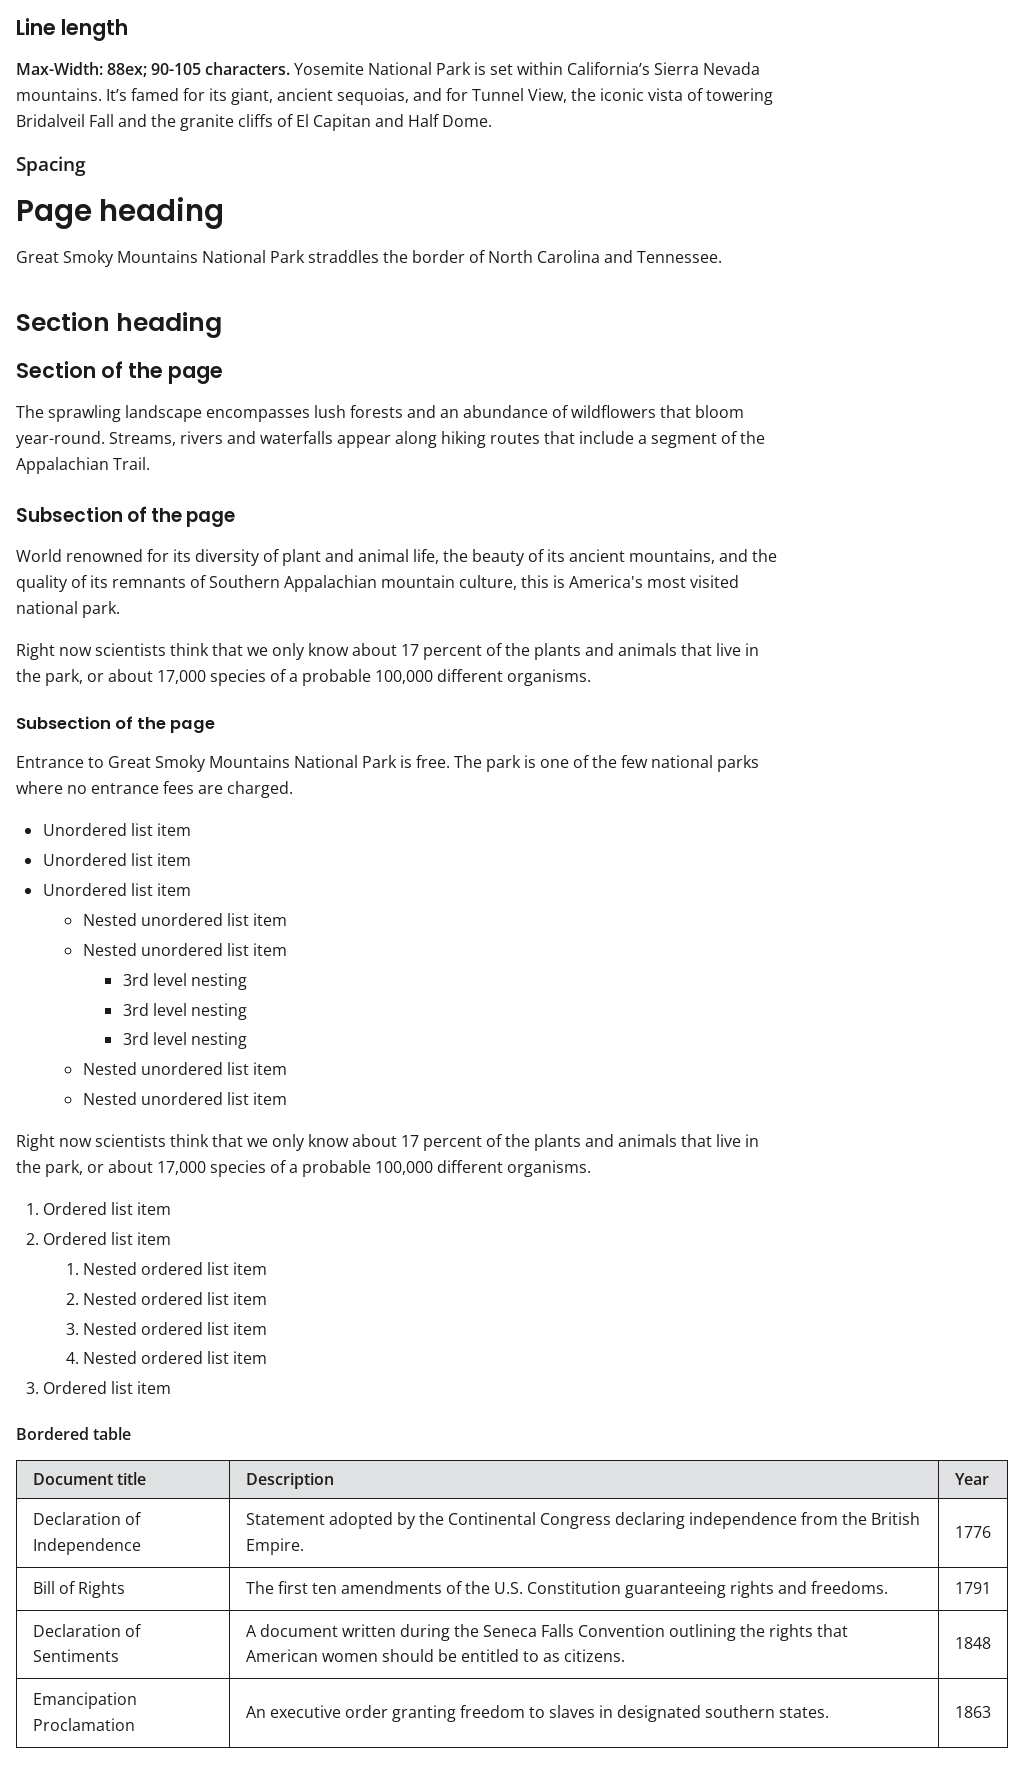 Line length
Max-Width: 88ex; 90-105 characters. Yosemite National Park is set within California’s Sierra Nevada
mountains. It’s famed for its giant, ancient sequoias, and for Tunnel View, the iconic vista of towering
Bridalveil Fall and the granite cliffs of El Capitan and Half Dome.
Spacing
Page heading
Great Smoky Mountains National Park straddles the border of North Carolina and Tennessee.
Section heading
Section of the page
The sprawling landscape encompasses lush forests and an abundance of wildflowers that bloom
year-round. Streams, rivers and waterfalls appear along hiking routes that include a segment of the
Appalachian Trail.
Subsection of the page
World renowned for its diversity of plant and animal life, the beauty of its ancient mountains, and the
quality of its remnants of Southern Appalachian mountain culture, this is America's most visited
national park.
Right now scientists think that we only know about 17 percent of the plants and animals that live in
the park, or about 17,000 species of a probable 100,000 different organisms.
Subsection of the page
Entrance to Great Smoky Mountains National Park is free. The park is one of the few national parks
where no entrance fees are charged.
• Unordered list item
• Unordered list item
• Unordered list item
◦ Nested unordered list item
◦ Nested unordered list item
▪ 3rd level nesting
▪ 3rd level nesting
▪ 3rd level nesting
◦ Nested unordered list item
◦ Nested unordered list item
Right now scientists think that we only know about 17 percent of the plants and animals that live in
the park, or about 17,000 species of a probable 100,000 different organisms.
1. Ordered list item
2. Ordered list item
1. Nested ordered list item
2. Nested ordered list item
3. Nested ordered list item
4. Nested ordered list item
3. Ordered list item
Bordered table
Document title Description Year
Declaration of
Independence
Statement adopted by the Continental Congress declaring independence from the British
Empire.
1776
Bill of Rights The first ten amendments of the U.S. Constitution guaranteeing rights and freedoms. 1791
Declaration of
Sentiments
A document written during the Seneca Falls Convention outlining the rights that
American women should be entitled to as citizens.
1848
Emancipation
Proclamation
An executive order granting freedom to slaves in designated southern states.
1863